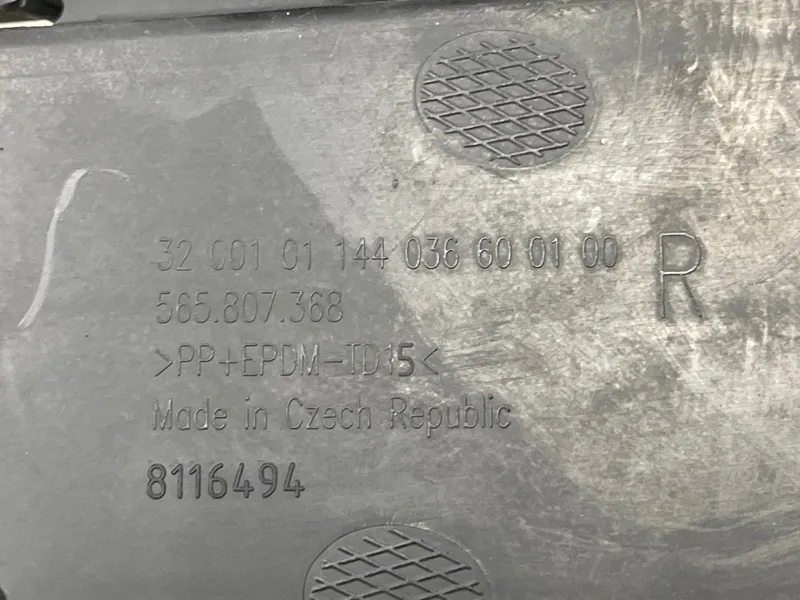 32 001 01 144 036 60 01 00 R
565.807.368
>PP+EPDM-TD15<
Made in Czech Republic
8116494